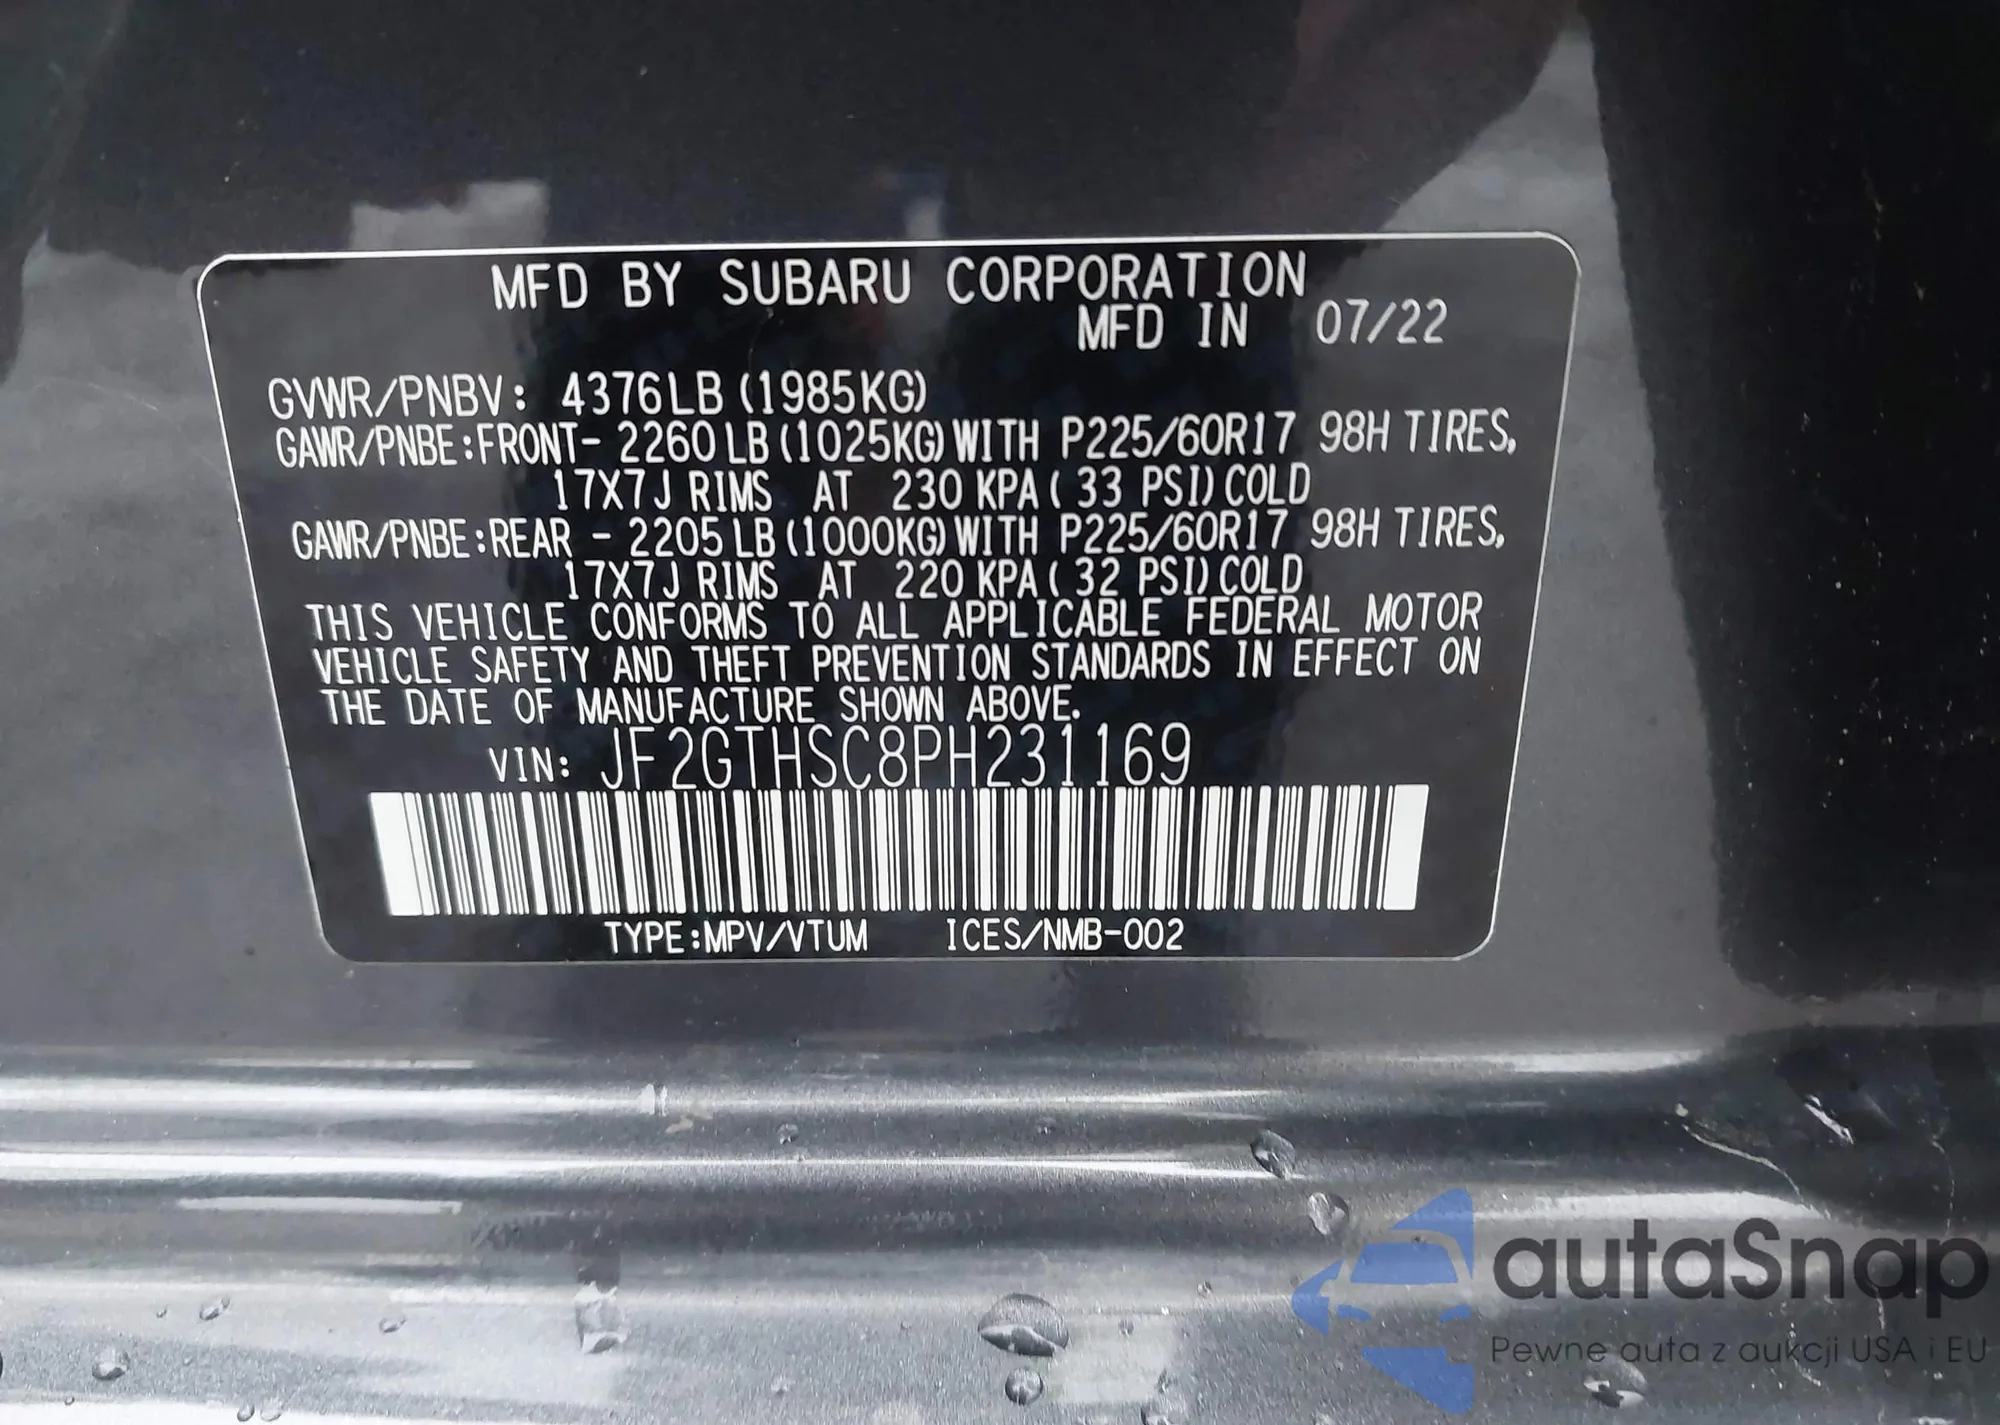 MFD BY SUBARU CORPORATION
MFD IN 07/22
GVWR/PNBV: 4376LB (1985KG)
GAWR/PNBE:FRONT- 2260LB (1025KG) WITH P225/60R17 98H TIRES,
17X7J RIMS AT 230 KPA( 33 PSI) COLD
GAWR/PNBE:REAR - 2205LB (1000KG) WITH P225/60R17 98H TIRES,
17X7J RIMS AT 220 KPA( 32 PSI) COLD
THIS VEHICLE CONFORMS TO ALL APPLICABLE FEDERAL MOTOR
VEHICLE SAFETY AND THEFT PREVENTION STANDARDS IN EFFECT ON
THE DATE OF MANUFACTURE SHOWN ABOVE.
VIN: JF2GTHSC8PH231169
TYPE:MPV/VTUM ICES/NMB-002
autaSnap
Pewne auta z aukcji USA i EU